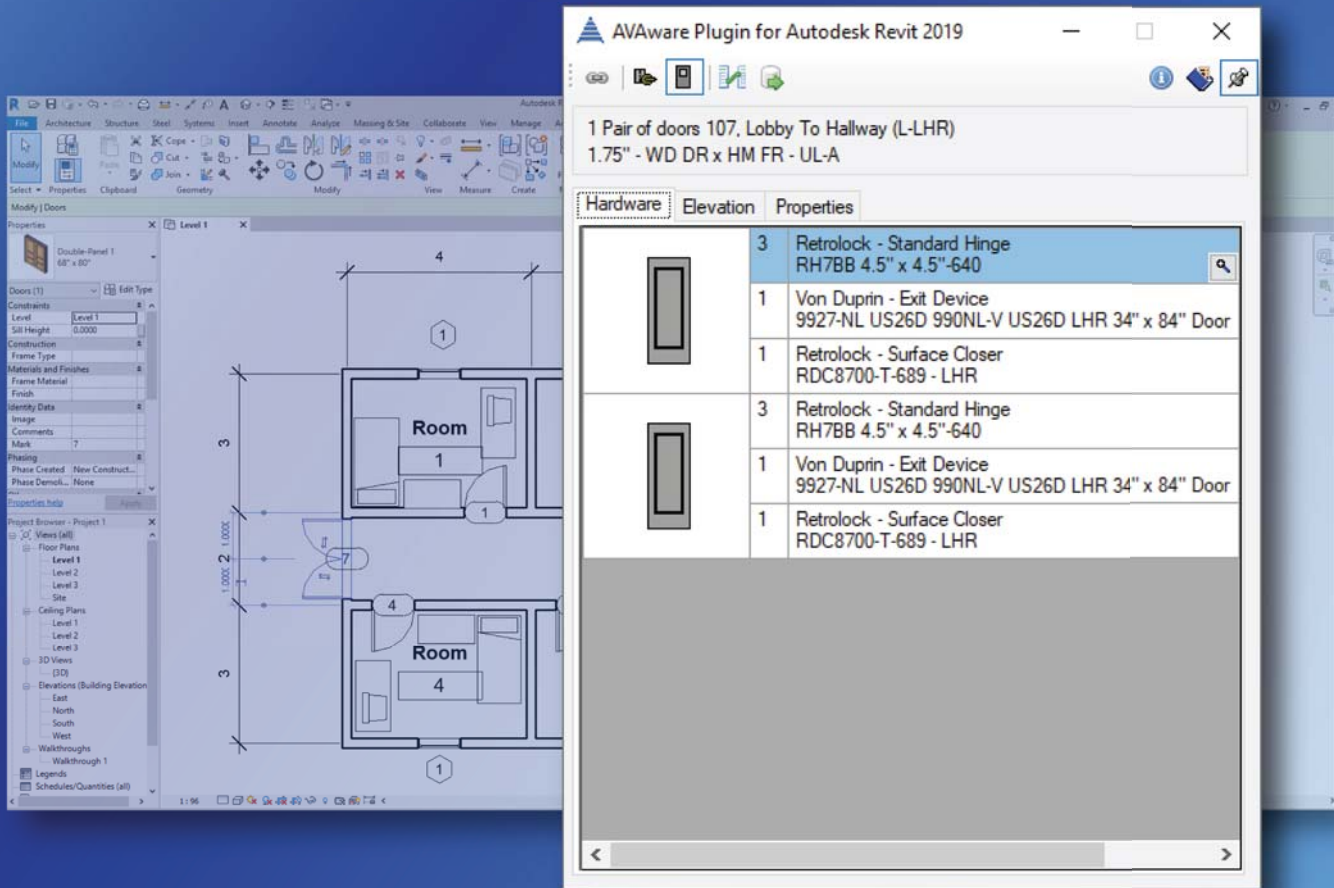 AVAware Plugin for Autodesk Revit 2019
1 Pair of doors 107, Lobby To Hallway (L-LHR)
1.75" - WD DR x HM FR - UL-A
Hardware Elevation Properties
3 Retrolock - Standard Hinge
RH7BB 4.5" x 4.5"-640
1 Von Duprin - Exit Device
9927-NL US26D 990NL-V US26D LHR 34" x 84" Door
1 Retrolock - Surface Closer
RDC8700-T-689 - LHR
3 Retrolock - Standard Hinge
RH7BB 4.5" x 4.5"-640
1 Von Duprin - Exit Device
9927-NL US26D 990NL-V US26D LHR 34" x 84" Door
1 Retrolock - Surface Closer
RDC8700-T-689 - LHR
Autodesk R
File Architecture Structure Steel Systems Insert Annotate Analyze Massing & Site Collaborate View Manage
Modify Paste Cope Cut Join
Select Properties Clipboard Geometry Modify View Measure Create
Modify | Doors
Properties
Level 1
Double-Panel 1
68" x 80"
Doors (1) Edit Type
Constraints
Level Level 1
Sill Height 0.0000
Construction
Frame Type
Materials and Finishes
Frame Material
Finish
Identity Data
Image
Comments
Mark 7
Phasing
Phase Created New Construct...
Phase Demoli... None
Properties help Apply
Project Browser - Project 1
Views (all)
Floor Plans
Level 1
Level 2
Level 3
Site
Ceiling Plans
Level 1
Level 2
Level 3
3D Views
{3D}
Elevations (Building Elevation
East
North
South
West
Walkthroughs
Walkthrough 1
Legends
Schedules/Quantities (all)
4
1
3
Room
1
1
1.0000
2
1.0000
7
4
Room
4
3
1
1:96